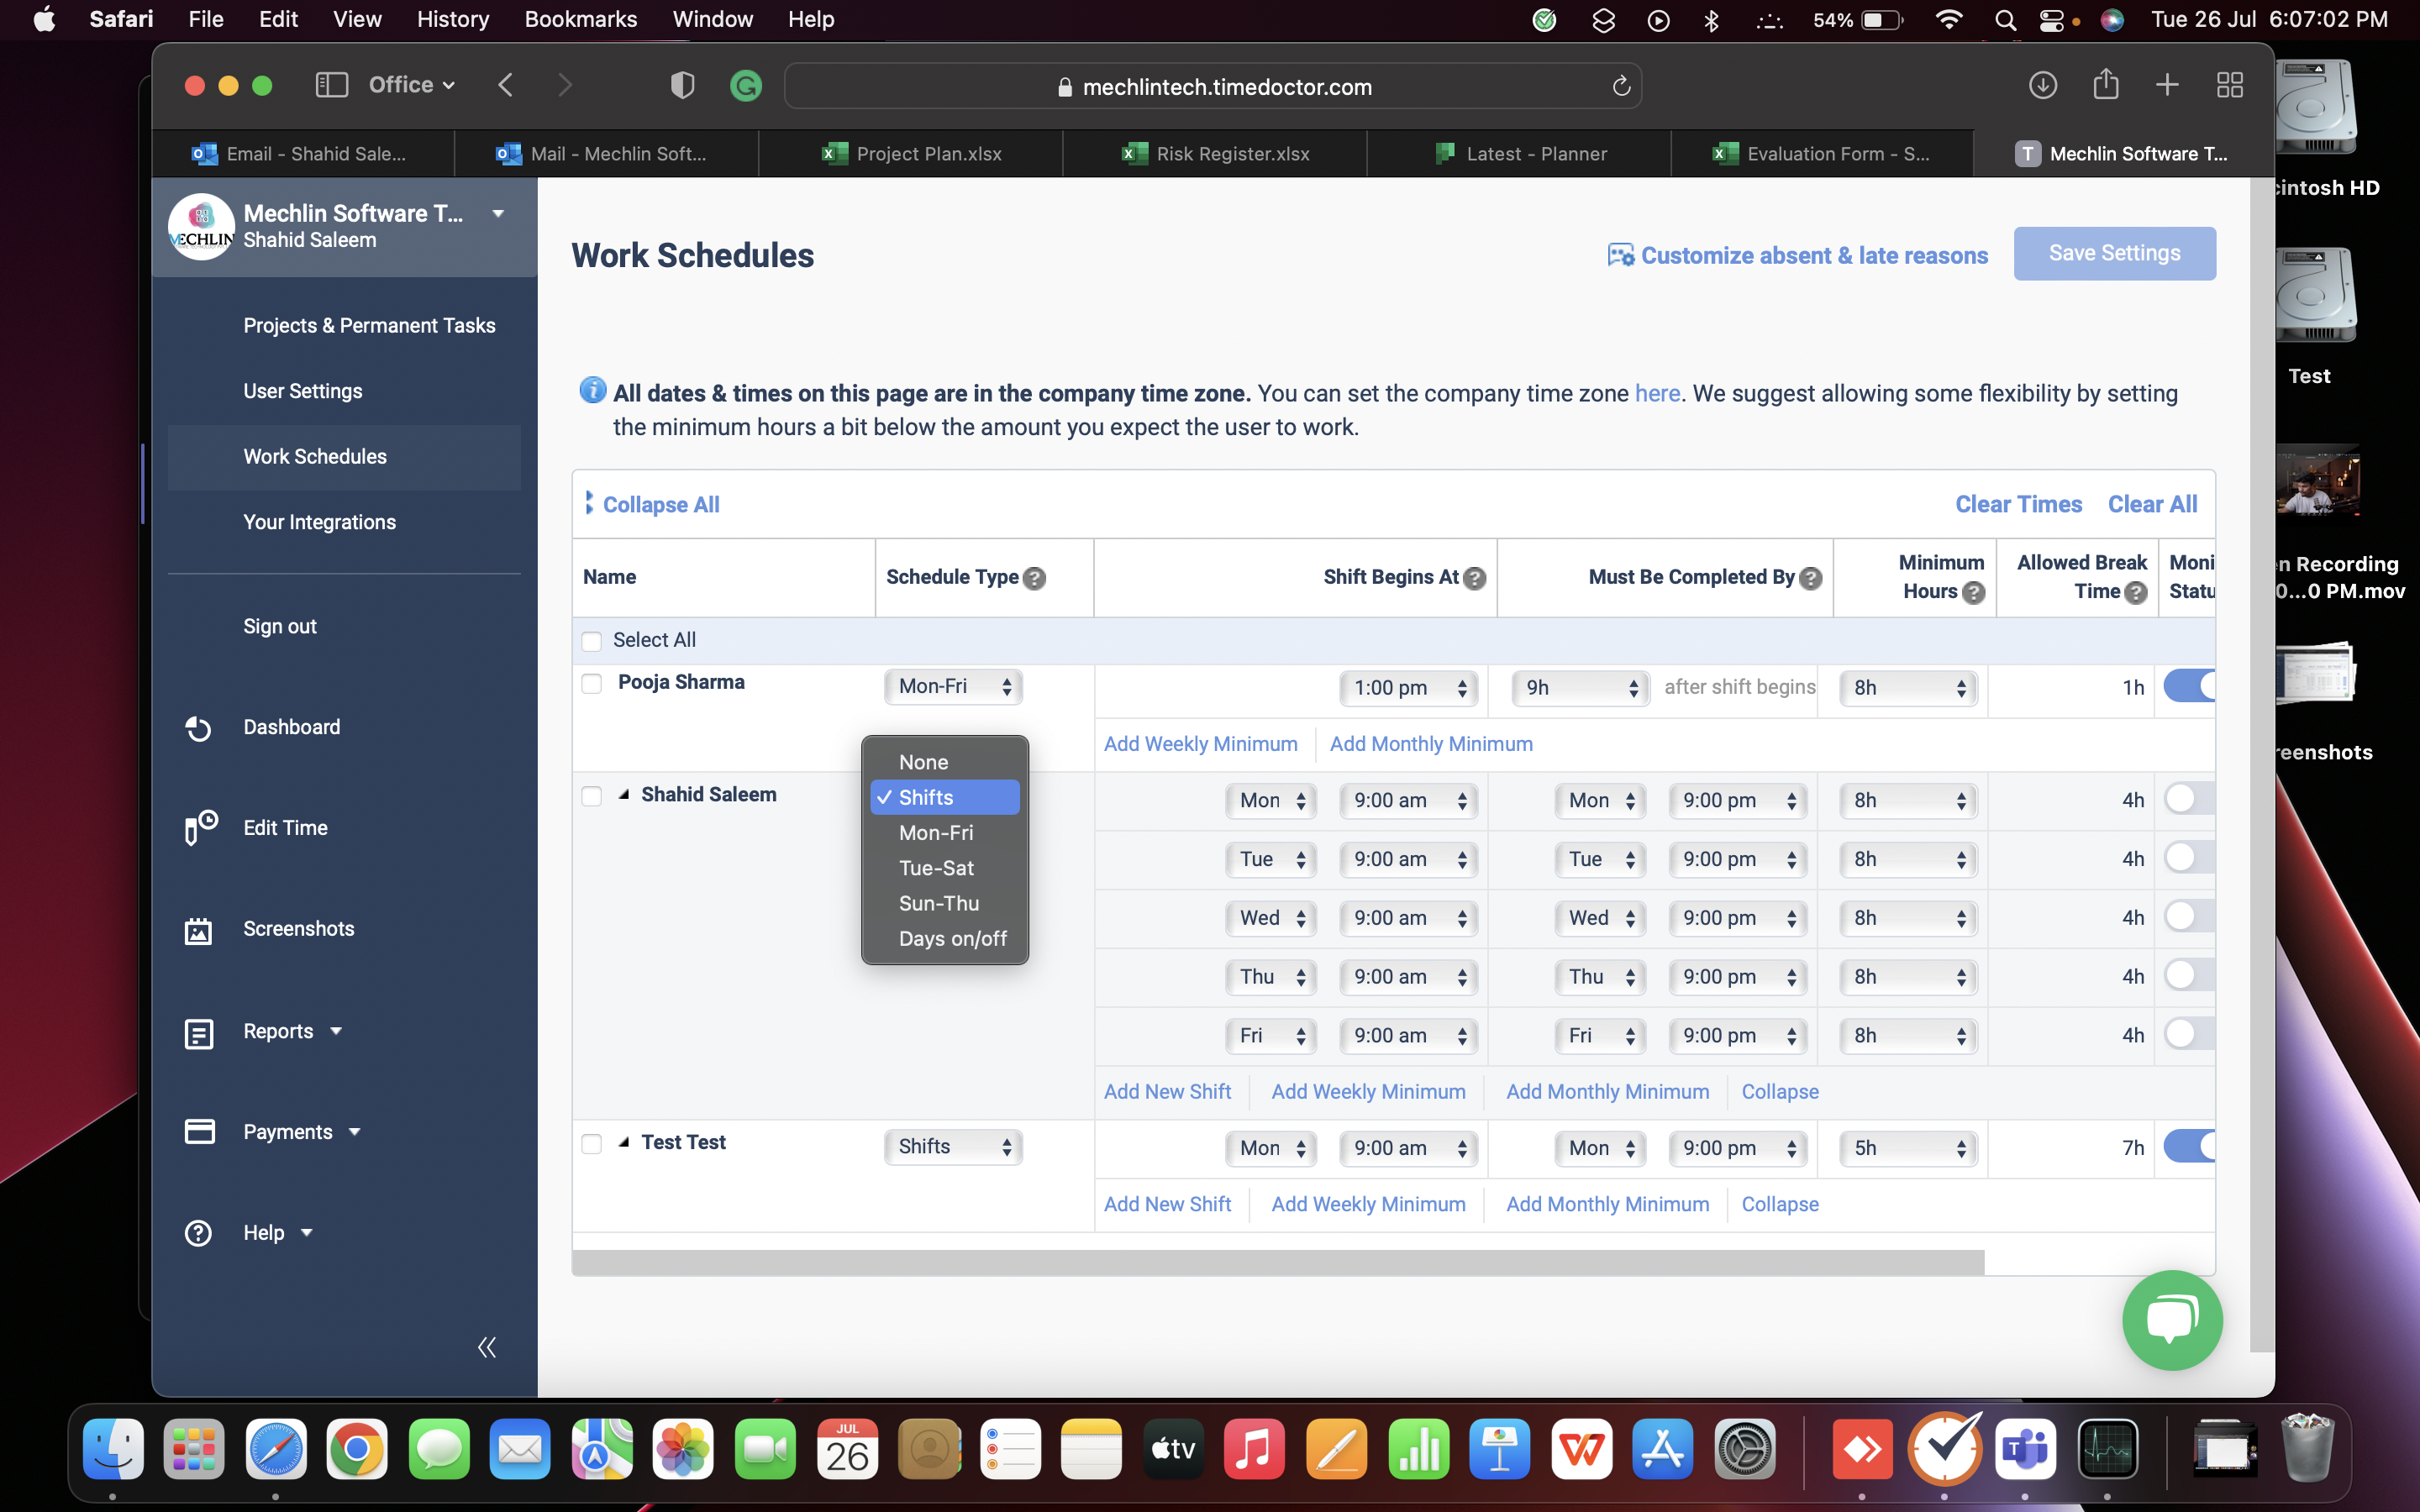 Safari File Edit View History Bookmarks Window Help 54% Tue 26 Jul 6:07:02 PM
Office mechlintech.timedoctor.com
Email - Shahid Sale... Mail - Mechlin Soft... Project Plan.xlsx Risk Register.xlsx Latest - Planner Evaluation Form - S... T Mechlin Software T...
MECHLIN
Mechlin Software T...
Shahid Saleem
Projects & Permanent Tasks
User Settings
Work Schedules
Your Integrations
Sign out
Dashboard
Edit Time
Screenshots
Reports
Payments
Help
Work Schedules
Customize absent & late reasons
Save Settings
All dates & times on this page are in the company time zone. You can set the company time zone here. We suggest allowing some flexibility by setting
the minimum hours a bit below the amount you expect the user to work.
Collapse All Clear Times Clear All
Name Schedule Type ? Shift Begins At ? Must Be Completed By ? Minimum Hours ? Allowed Break Time ? Moni Statu
Select All
Pooja Sharma Mon-Fri 1:00 pm 9h after shift begins 8h 1h
Add Weekly Minimum Add Monthly Minimum
None
✓ Shifts
Mon-Fri
Tue-Sat
Sun-Thu
Days on/off
Shahid Saleem Mon 9:00 am Mon 9:00 pm 8h 4h
Tue 9:00 am Tue 9:00 pm 8h 4h
Wed 9:00 am Wed 9:00 pm 8h 4h
Thu 9:00 am Thu 9:00 pm 8h 4h
Fri 9:00 am Fri 9:00 pm 8h 4h
Add New Shift Add Weekly Minimum Add Monthly Minimum Collapse
Test Test Shifts Mon 9:00 am Mon 9:00 pm 5h 7h
Add New Shift Add Weekly Minimum Add Monthly Minimum Collapse
cintosh HD
Test
en Recording
0...0 PM.mov
reenshots
JUL
26
tv